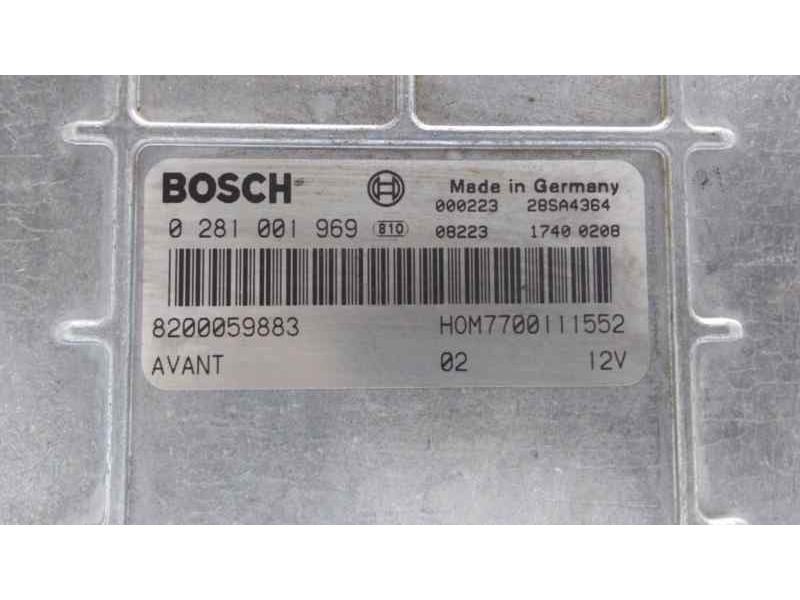 BOSCH Made in Germany
000223 28SA4364
0 281 001 969 810 08223 1740 0208
8200059883 HOM7700111552
AVANT 02 12V